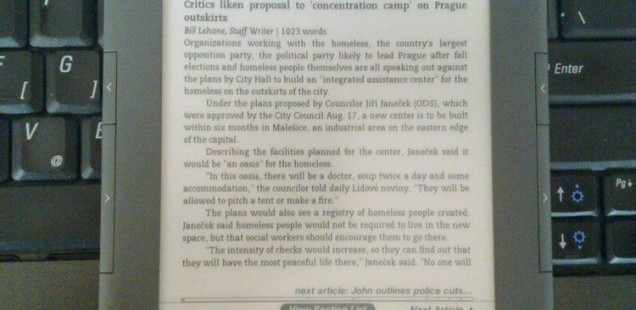 Critics liken proposal to 'concentration camp' on Prague
outskirts
Bill Lehane, Staff Writer | 1023 words
Organizations working with the homeless, the country's largest
opposition party, the political party likely to lead Prague after fall
elections and homeless people themselves are all speaking out against
the plans by City Hall to build an "integrated assistance center" for the
homeless on the outskirts of the city.
Under the plans proposed by Councilor Jiří Janeček (ODS), which
were approved by the City Council Aug. 17, a new center is to be built
within six months in Malešice, an industrial area on the eastern edge
of the capital.
Describing the facilities planned for the center, Janeček said it
would be "an oasis" for the homeless.
"In this oasis, there will be a doctor, soup twice a day and some
accommodation," the councilor told daily Lidové noviny. "They will be
allowed to pitch a tent or make a fire."
The plans would also see a registry of homeless people created.
Janeček said homeless people would not be required to live in the new
space, but that social workers should encourage them to go there.
"The intensity of checks would increase, so they can find out that
they will have the most peaceful life there," Janeček said. "No one will
next article: John outlines police cuts...
View Section List
Next Article
F
G
[
]
V
@
\
Enter
Pg